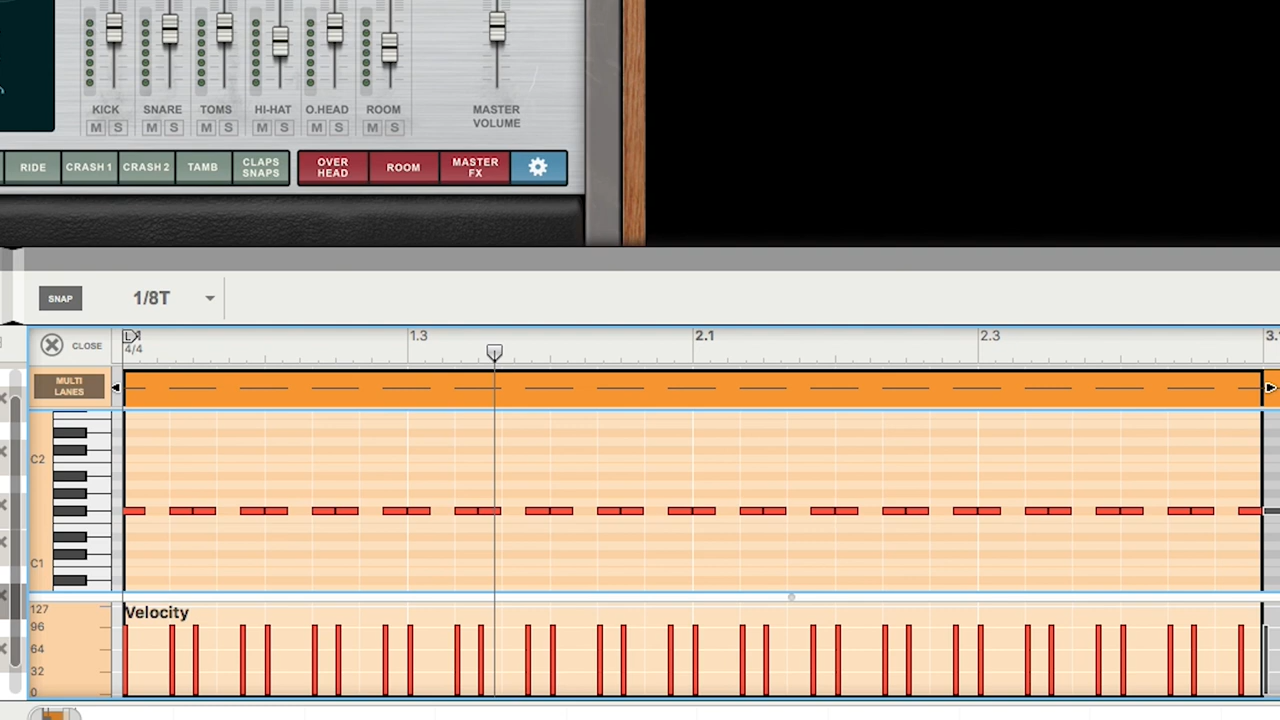 KICK SNARE TOMS HI-HAT O.HEAD ROOM
M S M S M S M S M S M S
MASTER
VOLUME
RIDE
CRASH 1
CRASH 2
TAMB
CLAPS
SNAPS
OVER
HEAD
ROOM
MASTER
FX
SNAP
1/8T
CLOSE
L
4/4
1.3
2.1
2.3
3.
MULTI
LANES
C2
C1
127
96
64
32
0
Velocity